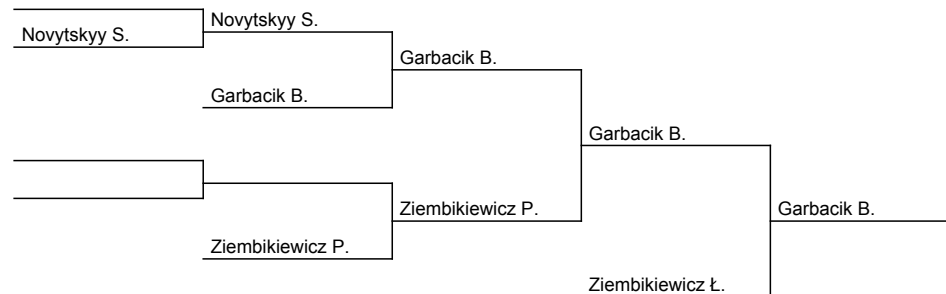 Novytskyy S.
Novytskyy S.
Garbacik B.
Garbacik B.
Garbacik B.
Ziembikiewicz P.
Garbacik B.
Ziembikiewicz P.
Ziembikiewicz Ł.